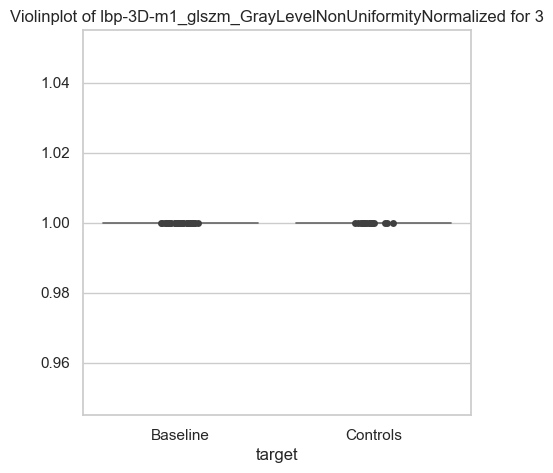 Violinplot of lbp-3D-m1_glszm_GrayLevelNonUniformityNormalized for 3
1.04
1.02
1.00
0.98
0.96
Baseline
Controls
target